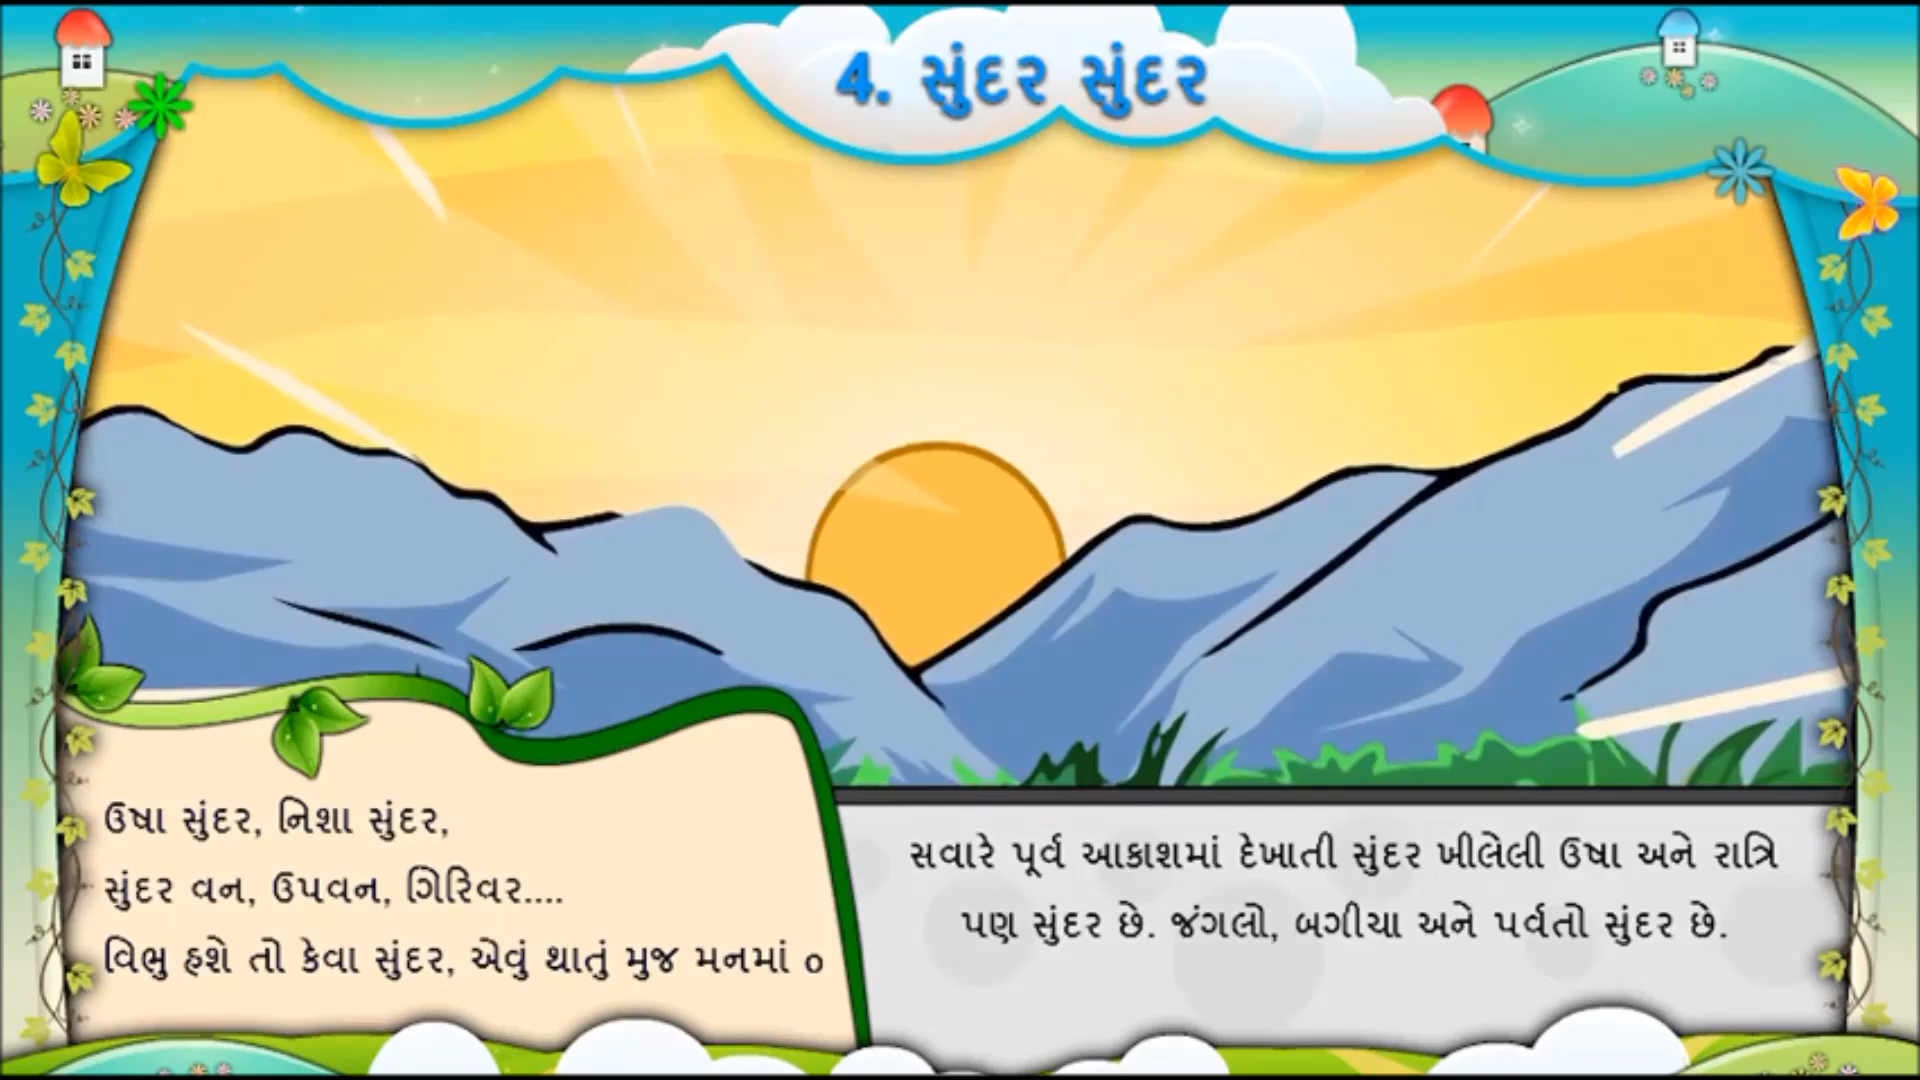 4. સુંદર સુંદર
ઉષા સુંદર, નિશા સુંદર,
સુંદર વન, ઉપવન, ગિરિવર....
વિભુ હશે તો કેવા સુંદર, એવું થાતું મુજ મનમાં ૦
સવારે પૂર્વ આકાશમાં દેખાતી સુંદર ખીલેલી ઉષા અને રાત્રિ
પણ સુંદર છે. જંગલો, બગીચા અને પર્વતો સુંદર છે.